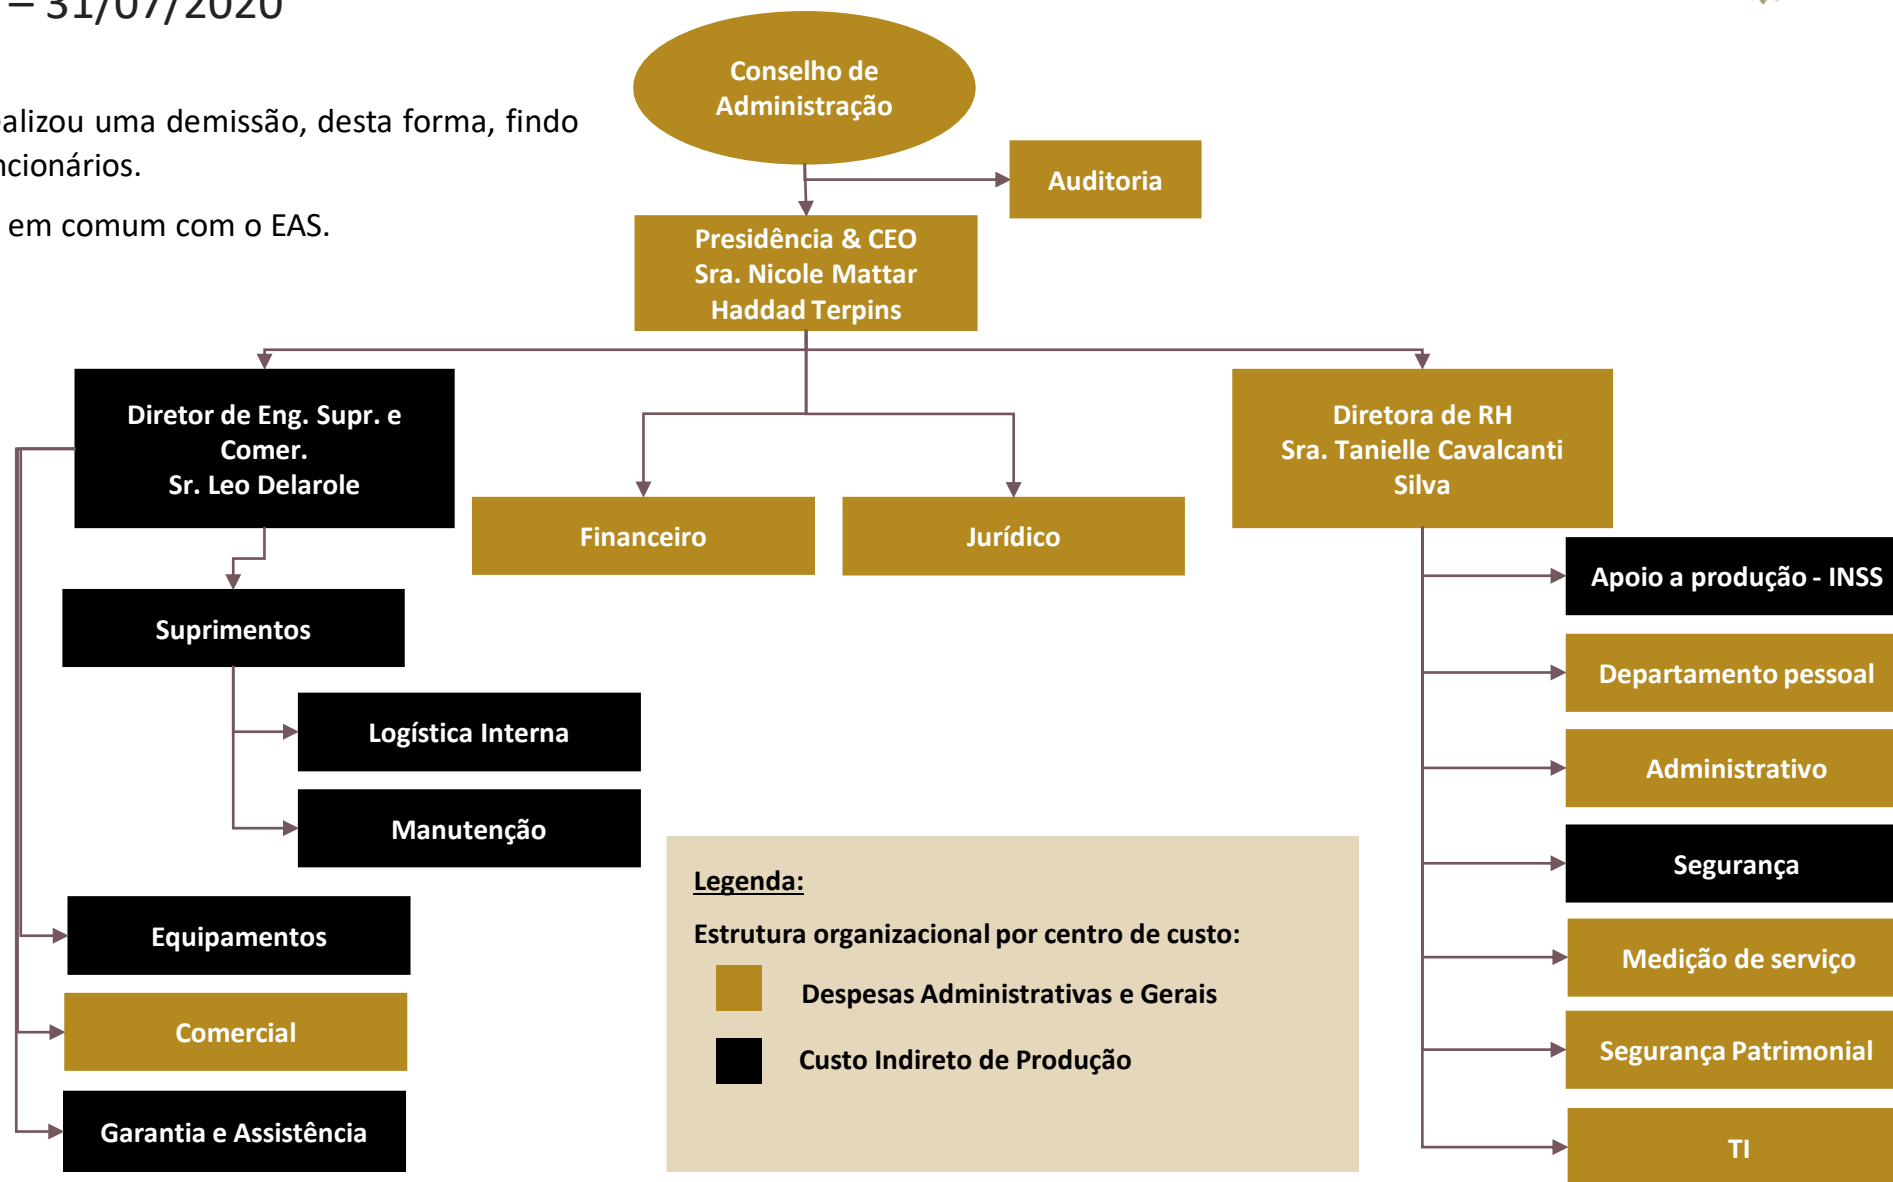 – 31/07/2020
alizou uma demissão, desta forma, findo
ncionários.
em comum com o EAS.
Conselho de
Administração
Auditoria
Presidência & CEO
Sra. Nicole Mattar
Haddad Terpins
Diretor de Eng. Supr. e
Comer.
Sr. Leo Delarole
Diretora de RH
Sra. Tanielle Cavalcanti
Silva
Financeiro
Jurídico
Suprimentos
Logística Interna
Manutenção
Equipamentos
Comercial
Garantia e Assistência
Apoio a produção - INSS
Departamento pessoal
Administrativo
Segurança
Medição de serviço
Segurança Patrimonial
TI
Legenda:
Estrutura organizacional por centro de custo:
Despesas Administrativas e Gerais
Custo Indireto de Produção